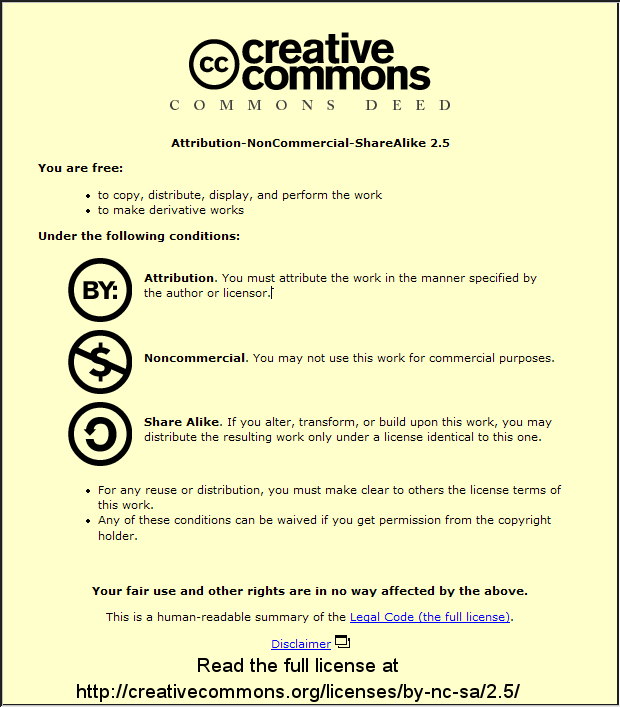 cc creative
commons
COMMONS DEED
Attribution-NonCommercial-ShareAlike 2.5
You are free:
• to copy, distribute, display, and perform the work
• to make derivative works
Under the following conditions:
BY:
Attribution. You must attribute the work in the manner specified by
the author or licensor.
$
Noncommercial. You may not use this work for commercial purposes.
Share Alike. If you alter, transform, or build upon this work, you may
distribute the resulting work only under a license identical to this one.
• For any reuse or distribution, you must make clear to others the license terms of
this work.
• Any of these conditions can be waived if you get permission from the copyright
holder.
Your fair use and other rights are in no way affected by the above.
This is a human-readable summary of the Legal Code (the full license).
Disclaimer
Read the full license at
http://creativecommons.org/licenses/by-nc-sa/2.5/